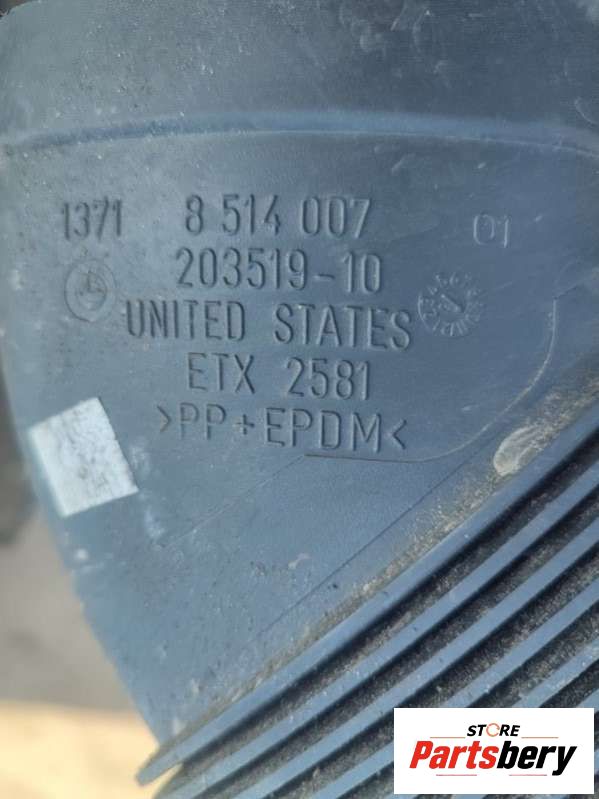 1371 8 514 007 01
203519-10
UNITED STATES
ETX 2581
>PP+EPDM<
STORE
Partsbery